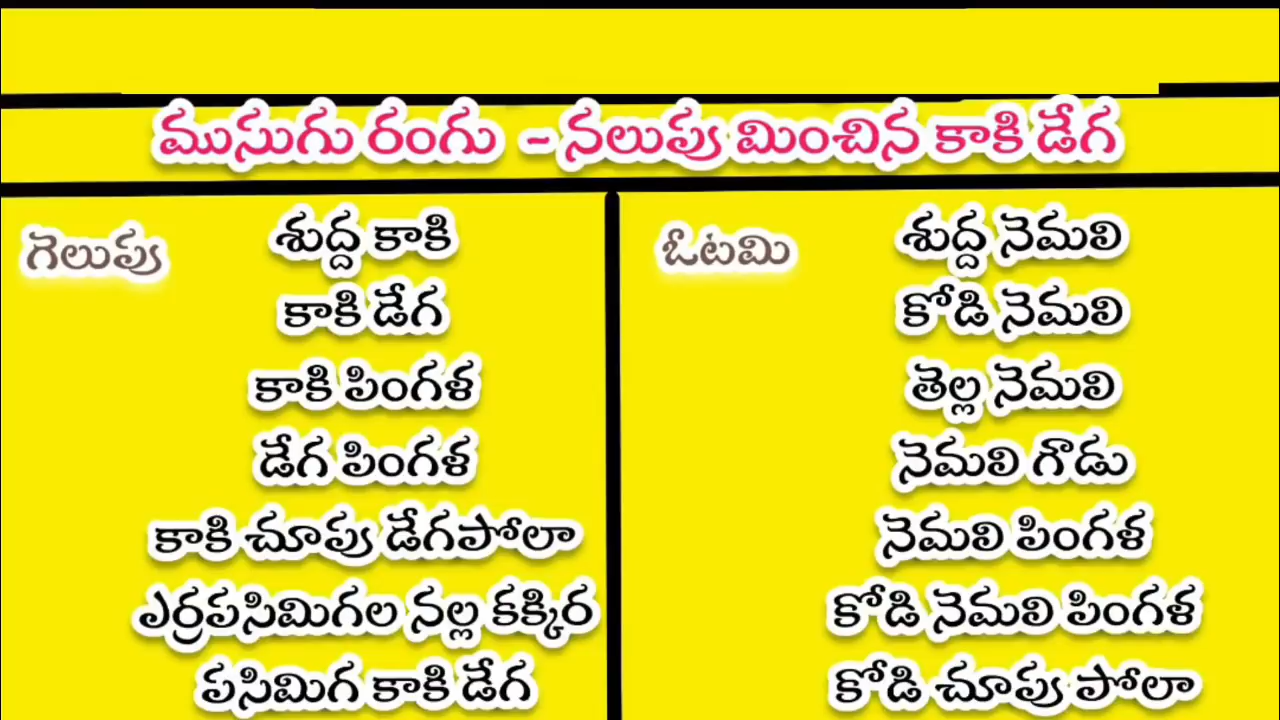 ముసుగు రంగు - నలుపు మించిన కాకి డేగ
గెలుపు
శుద్ద కాకి
కాకి డేగ
కాకి పింగళ
డేగ పింగళ
కాకి చూపు డేగపోలా
ఎర్రపసిమిగల నల్ల కక్కిర
పసిమిగ కాకి డేగ
ఓటమి
శుద్ద నెమలి
కోడి నెమలి
తెల్ల నెమలి
నెమలి గౌడు
నెమలి పింగళ
కోడి నెమలి పింగళ
కోడి చూపు పోలా